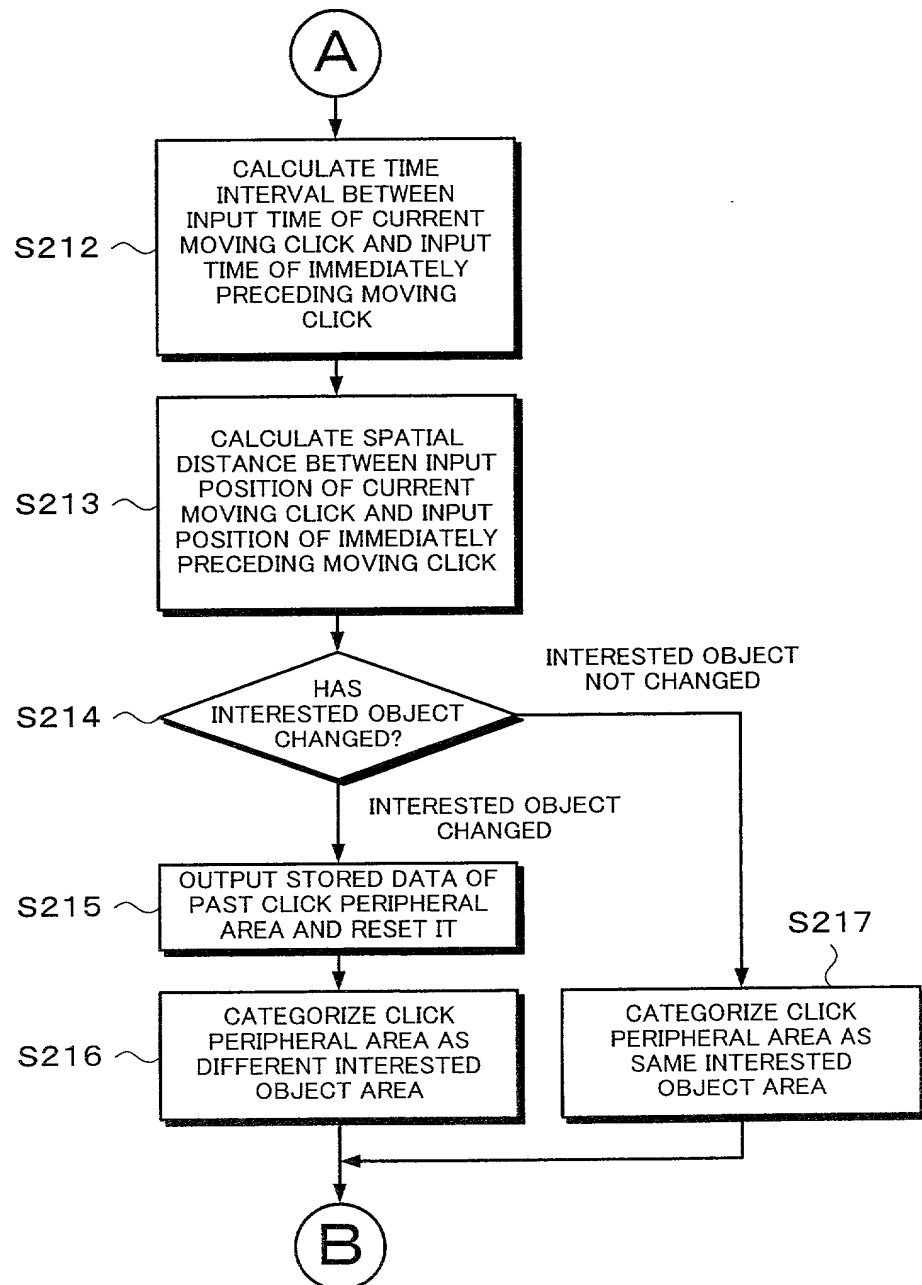 A
CALCULATE TIME
INTERVAL BETWEEN
INPUT TIME OF CURRENT
MOVING CLICK AND INPUT
TIME OF IMMEDIATELY
PRECEDING MOVING
CLICK
S212
CALCULATE SPATIAL
DISTANCE BETWEEN INPUT
POSITION OF CURRENT
MOVING CLICK AND INPUT
POSITION OF IMMEDIATELY
PRECEDING MOVING CLICK
S213
HAS
INTERESTED OBJECT
CHANGED?
S214
INTERESTED OBJECT
NOT CHANGED
INTERESTED OBJECT
CHANGED
OUTPUT STORED DATA OF
PAST CLICK PERIPHERAL
AREA AND RESET IT
S215
S217
CATEGORIZE CLICK
PERIPHERAL AREA AS
DIFFERENT INTERESTED
OBJECT AREA
S216
CATEGORIZE CLICK
PERIPHERAL AREA AS
SAME INTERESTED
OBJECT AREA
B